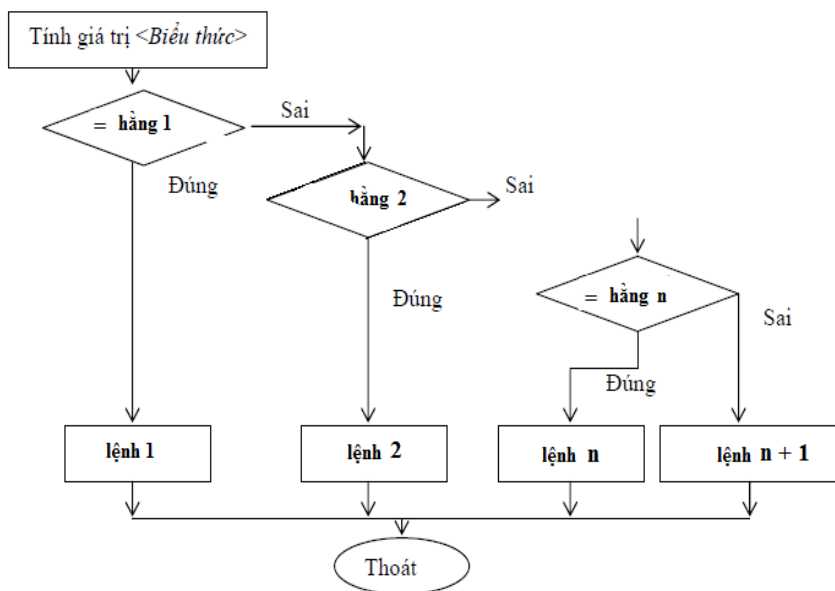 Tính giá trị <Biểu thức>
= hằng 1
Sai
Đúng
hằng 2
Sai
Đúng
= hằng n
Sai
Đúng
lệnh 1
lệnh 2
lệnh n
lệnh n + 1
Thoát